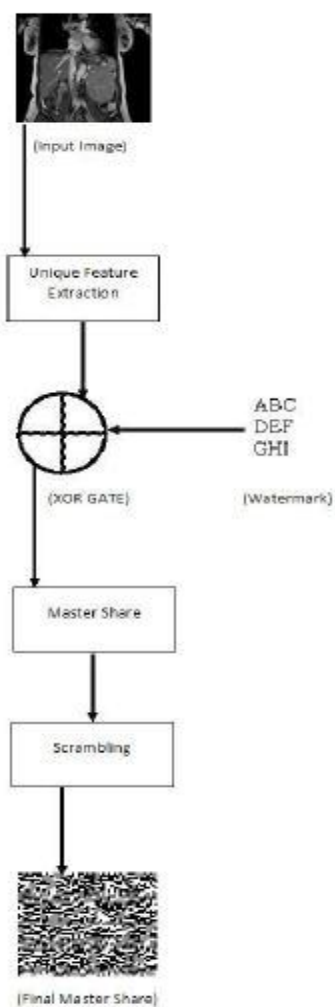 (Input Image)
Unique Feature
Extraction
ABC
DEF
GHI
(XOR GATE)
(Watermark)
Master Share
Scrambling
(Final Master Share)